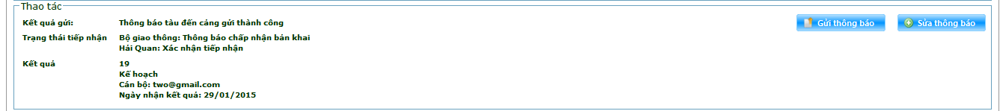 Thao tác
Kết quả gửi: Thông báo tàu đến cảng gửi thành công
Gửi thông báo
Sửa thông báo
Trạng thái tiếp nhận Bộ giao thông: Thông báo chấp nhận bản khai
Hải Quan: Xác nhận tiếp nhận
Kết quả 19
Kế hoạch
Cán bộ: two@gmail.com
Ngày nhận kết quả: 29/01/2015